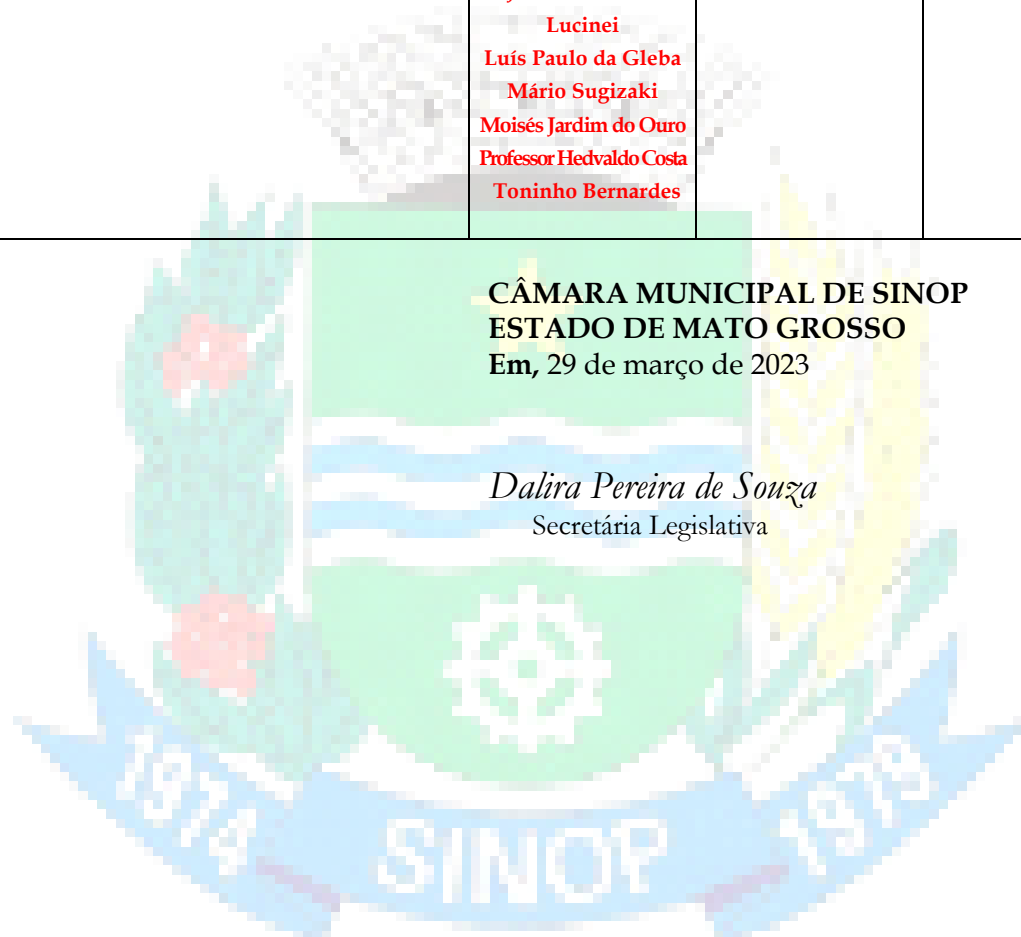 Lucinei
Luís Paulo da Gleba
Mário Sugizaki
Moisés Jardim do Ouro
Professor Hedvaldo Costa
Toninho Bernardes
CÂMARA MUNICIPAL DE SINOP
ESTADO DE MATO GROSSO
Em, 29 de março de 2023
Dalira Pereira de Souza
Secretária Legislativa
1974
SINOP
1979